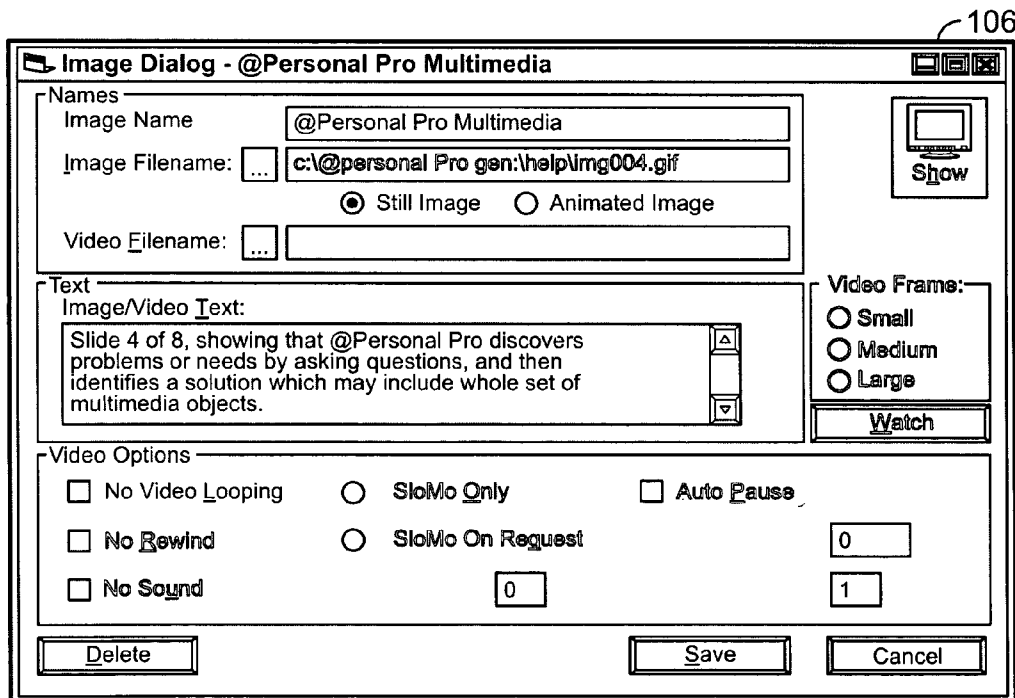 106
Image Dialog - @Personal Pro Multimedia
Names
Image Name
@Personal Pro Multimedia
Show
Image Filename: ... c:\@personal Pro gen:\help\img004.gif
Still Image Animated Image
Video Filename: ...
Text
Image/Video Text:
Slide 4 of 8, showing that @Personal Pro discovers
problems or needs by asking questions, and then
identifies a solution which may include whole set of
multimedia objects.
Video Frame:
Small
Medium
Large
Watch
Video Options
No Video Looping SloMo Only Auto Pause
No Rewind SloMo On Request 0
No Sound 0 1
Delete Save Cancel